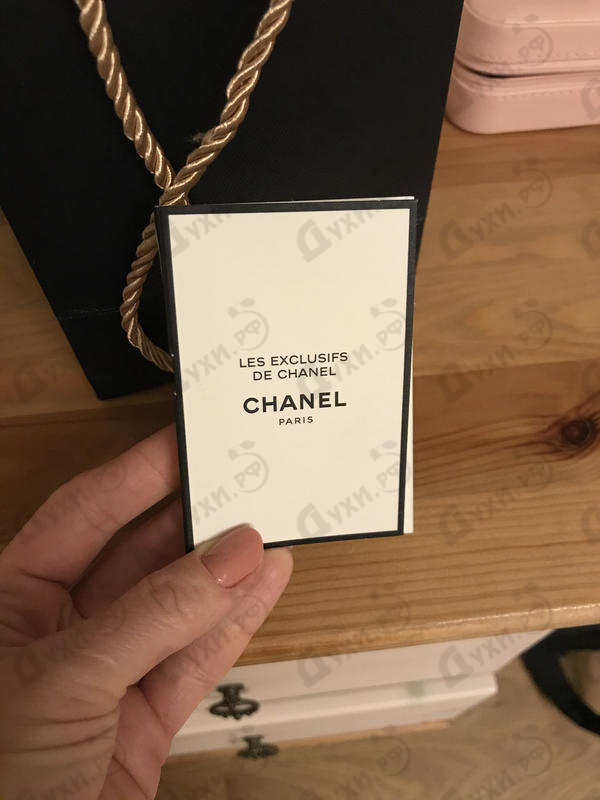 LES EXCLUSIFS
DE CHANEL
CHANEL
PARIS
Духи.рф